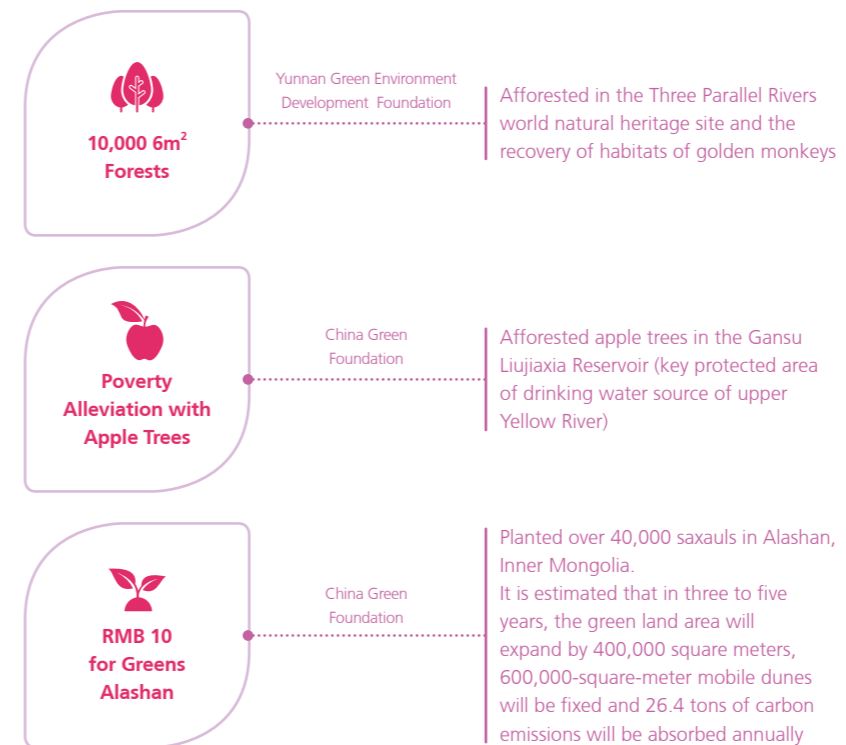 10,000 6m²
Forests
Yunnan Green Environment
Development Foundation
Afforested in the Three Parallel Rivers
world natural heritage site and the
recovery of habitats of golden monkeys
Poverty
Alleviation with
Apple Trees
China Green
Foundation
Afforested apple trees in the Gansu
Liujiaxia Reservoir (key protected area
of drinking water source of upper
Yellow River)
RMB 10
for Greens
Alashan
China Green
Foundation
Planted over 40,000 saxauls in Alashan,
Inner Mongolia.
It is estimated that in three to five
years, the green land area will
expand by 400,000 square meters,
600,000-square-meter mobile dunes
will be fixed and 26.4 tons of carbon
emissions will be absorbed annually